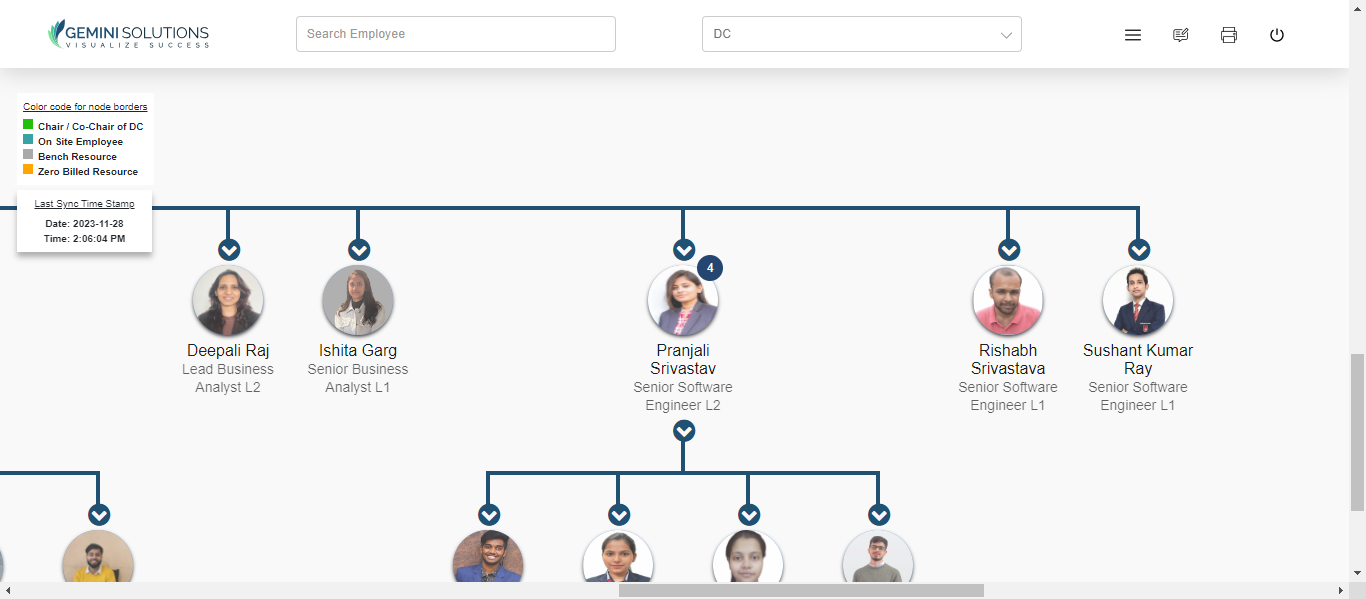 GEMINI SOLUTIONS
VISUALIZE SUCCESS
Search Employee
DC
Color code for node borders
Chair / Co-Chair of DC
On Site Employee
Bench Resource
Zero Billed Resource
Last Sync Time Stamp
Date: 2023-11-28
Time: 2:06:04 PM
4
Deepali Raj
Lead Business
Analyst L2
Ishita Garg
Senior Business
Analyst L1
Pranjali
Srivastav
Senior Software
Engineer L2
Rishabh
Srivastava
Senior Software
Engineer L1
Sushant Kumar
Ray
Senior Software
Engineer L1